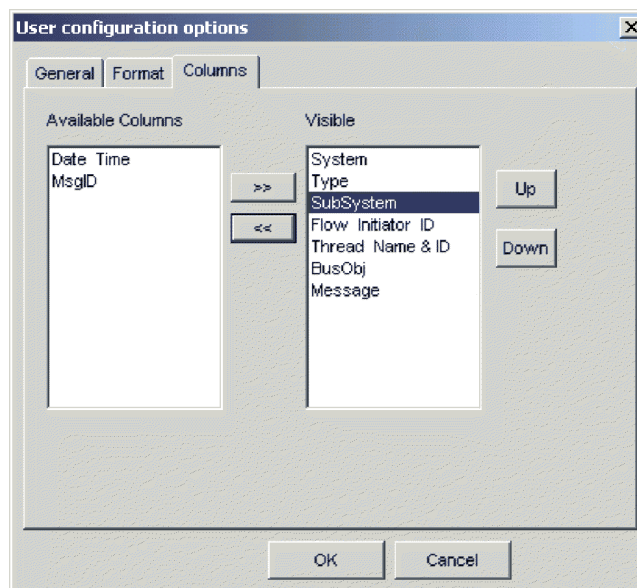 User configuration options
General Format Columns
Available Columns
Date Time
MsgID
>>
<<
Visible
System
Type
SubSystem
Flow Initiator ID
Thread Name & ID
BusObj
Message
Up
Down
OK Cancel